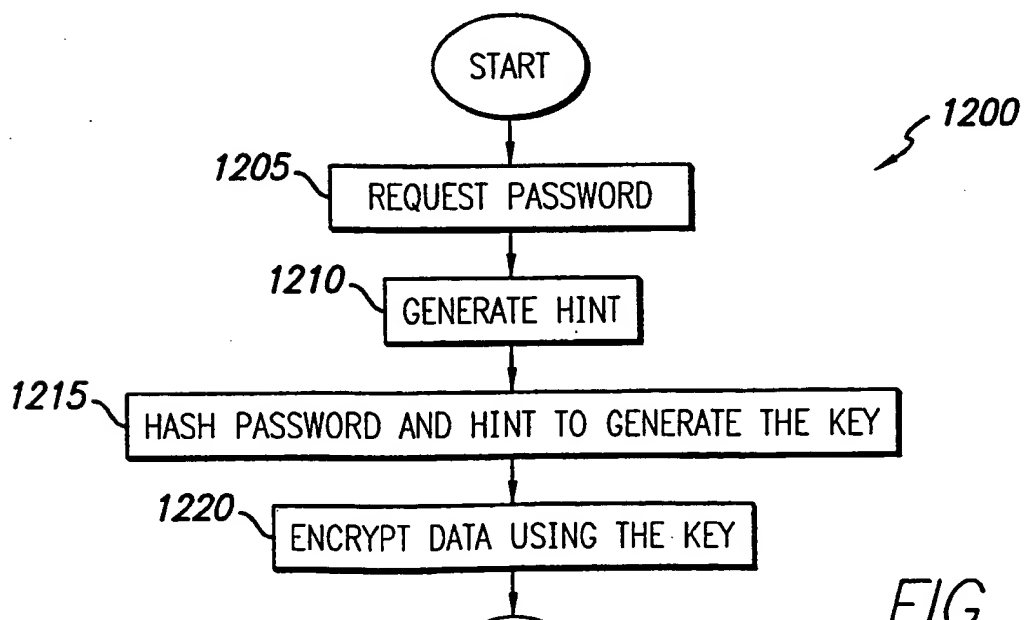 START
1200
1205
REQUEST PASSWORD
1210
GENERATE HINT
1215
HASH PASSWORD AND HINT TO GENERATE THE KEY
1220
ENCRYPT DATA USING THE KEY
FIG